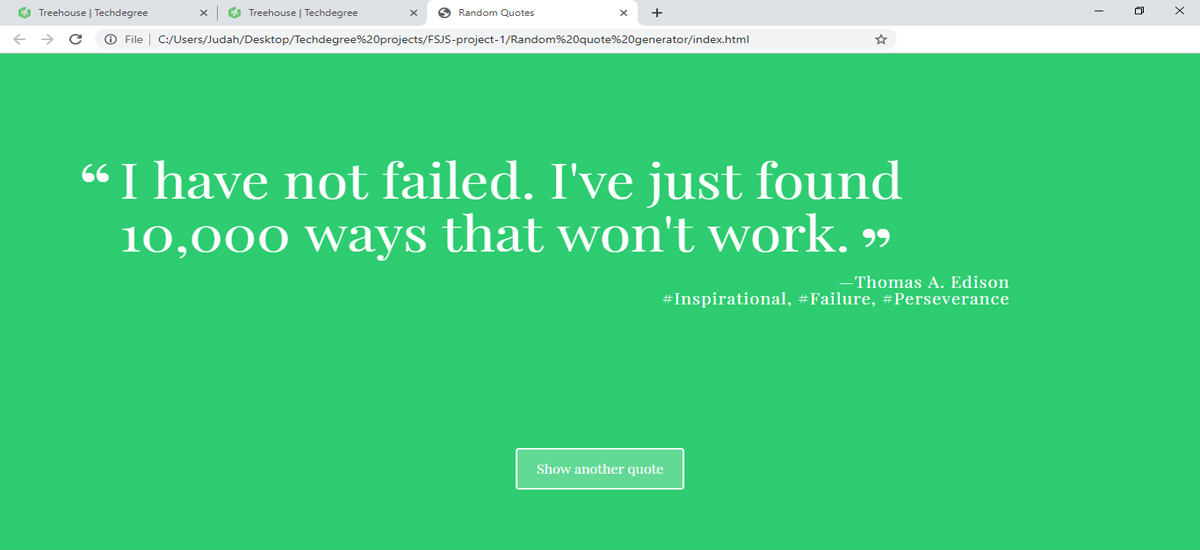 Treehouse | Techdegree
Treehouse | Techdegree
Random Quotes
File | C:/Users/Judah/Desktop/Techdegree%20projects/FSJS-project-1/Random%20quote%20generator/index.html
“ I have not failed. I've just found
10,000 ways that won't work. ”
—Thomas A. Edison
#Inspirational, #Failure, #Perseverance
Show another quote